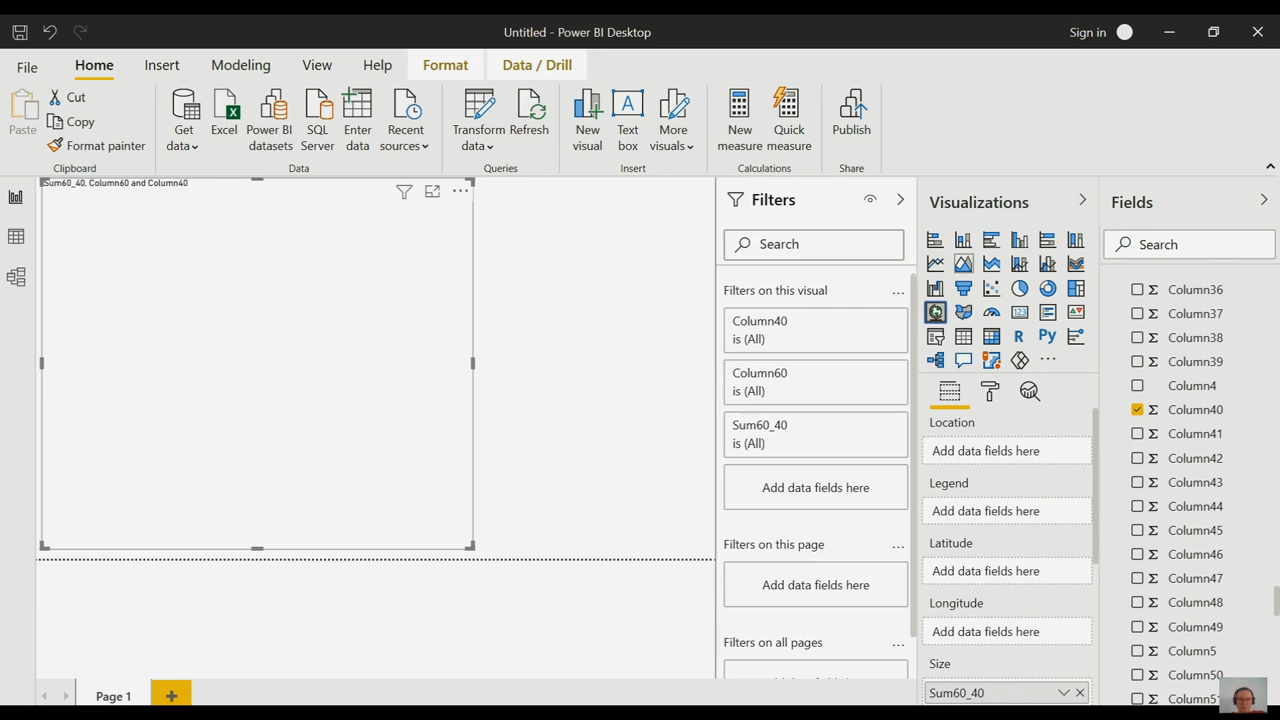 Untitled - Power BI Desktop
Sign in
File
Home
Insert
Modeling
View
Help
Format
Data / Drill
Paste
Cut
Copy
Format painter
Clipboard
Get data
Excel
Power BI datasets
SQL Server
Enter data
Recent sources
Data
Transform data
Refresh
Queries
New visual
Text box
More visuals
Insert
New measure
Quick measure
Calculations
Publish
Share
Sum60_40, Column60 and Column40
Filters
Search
Filters on this visual
...
Column40
is (All)
Column60
is (All)
Sum60_40
is (All)
Add data fields here
Filters on this page
...
Add data fields here
Filters on all pages
...
Visualizations
R
Py
Location
Add data fields here
Legend
Add data fields here
Latitude
Add data fields here
Longitude
Add data fields here
Size
Sum60_40
Fields
Search
Column36
Column37
Column38
Column39
Column4
Column40
Column41
Column42
Column43
Column44
Column45
Column46
Column47
Column48
Column49
Column5
Column50
Column51
Page 1